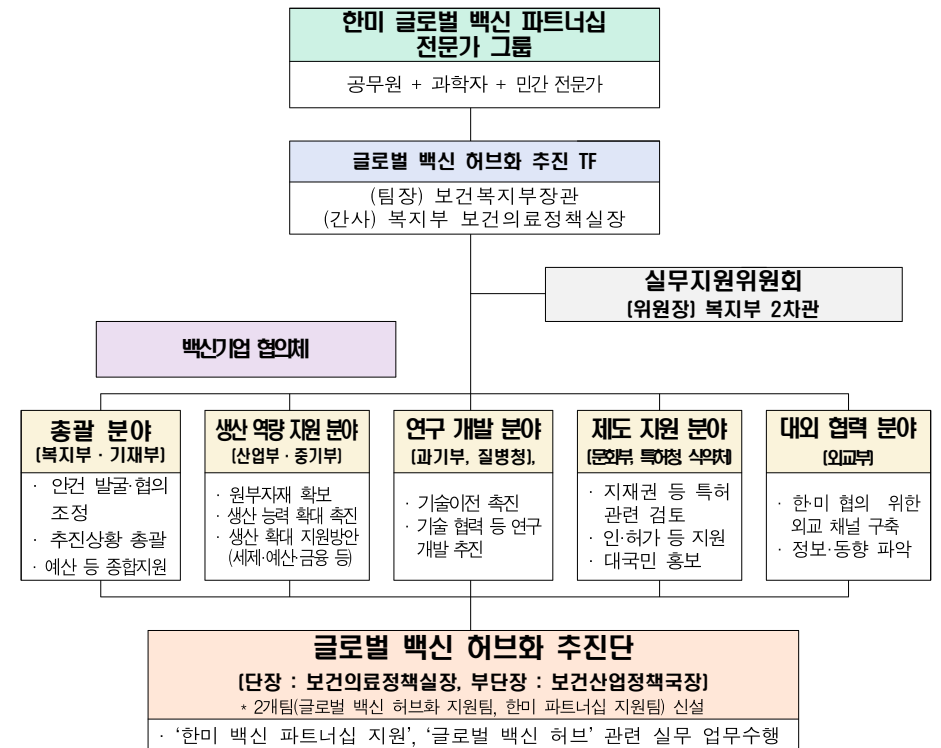 한미 글로벌 백신 파트너십
전문가 그룹
공무원 + 과학자 + 민간 전문가
글로벌 백신 허브화 추진 TF
(팀장) 보건복지부장관
(간사) 복지부 보건의료정책실장
실무지원위원회
(위원장) 복지부 2차관
백신기업 협의체
총괄 분야
(복지부 · 기재부)
· 안건 발굴·협의
조정
· 추진상황 총괄
· 예산 등 종합지원
생산 역량 지원 분야
(산업부 · 중기부)
· 원부자재 확보
· 생산 능력 확대 촉진
· 생산 확대 지원방안
(세제·예산·금융 등)
연구 개발 분야
(과기부, 질병청),
· 기술이전 촉진
· 기술 협력 등 연구
개발 추진
제도 지원 분야
(문화부, 특허청, 식약체)
· 지재권 등 특허
관련 검토
· 인·허가 등 지원
· 대국민 홍보
대외 협력 분야
(외교부)
· 한·미 협의 위한
외교 채널 구축
· 정보·동향 파악
글로벌 백신 허브화 추진단
(단장 : 보건의료정책실장, 부단장 : 보건산업정책국장)
* 2개팀(글로벌 백신 허브화 지원팀, 한미 파트너십 지원팀) 신설
· ‘한미 백신 파트너십 지원’, ‘글로벌 백신 허브’ 관련 실무 업무수행